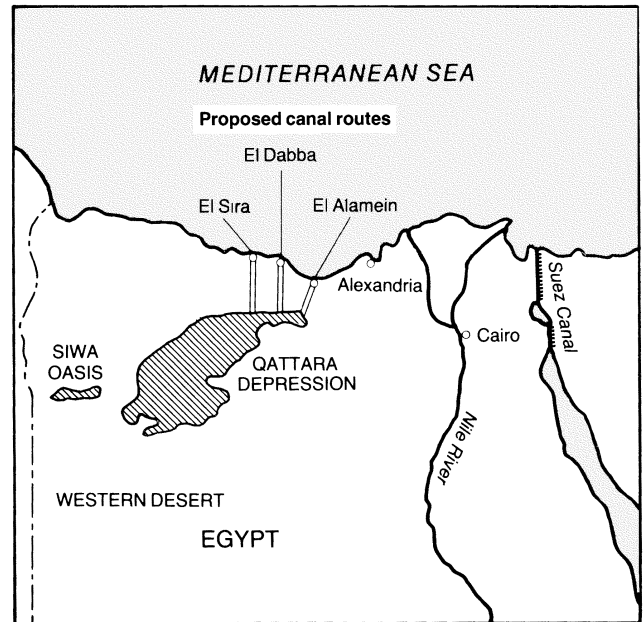 MEDITERRANEAN SEA
Proposed canal routes
El Dabba
El Sira
El Alamein
Alexandria
Suez Canal
Cairo
SIWA
OASIS
QATTARA
DEPRESSION
Nile River
WESTERN DESERT
EGYPT